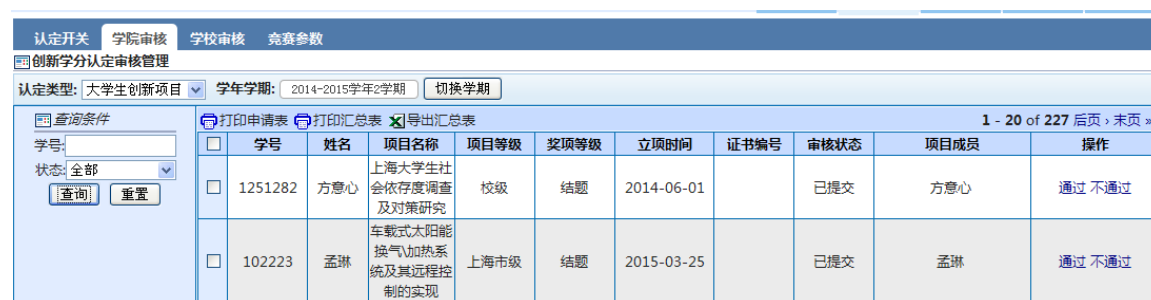 认定开关 学院审核 学校审核 竞赛参数
创新学分认定审核管理
认定类型: 大学生创新项目 学年学期: 2014-2015学年2学期 切换学期
查询条件
学号:
状态: 全部
查询 重置
打印申请表 打印汇总表 导出汇总表 1 - 20 of 227 后页 › 末页 »
学号 姓名 项目名称 项目等级 奖项等级 立项时间 证书编号 审核状态 项目成员 操作
1251282 方意心 上海大学生社 校级 结题 2014-06-01 已提交 方意心 通过 不通过
会依存度调查
及对策研究
102223 孟琳 车载式太阳能 上海市级 结题 2015-03-25 已提交 孟琳 通过 不通过
换气\加热系
统及其远程控
制的实现